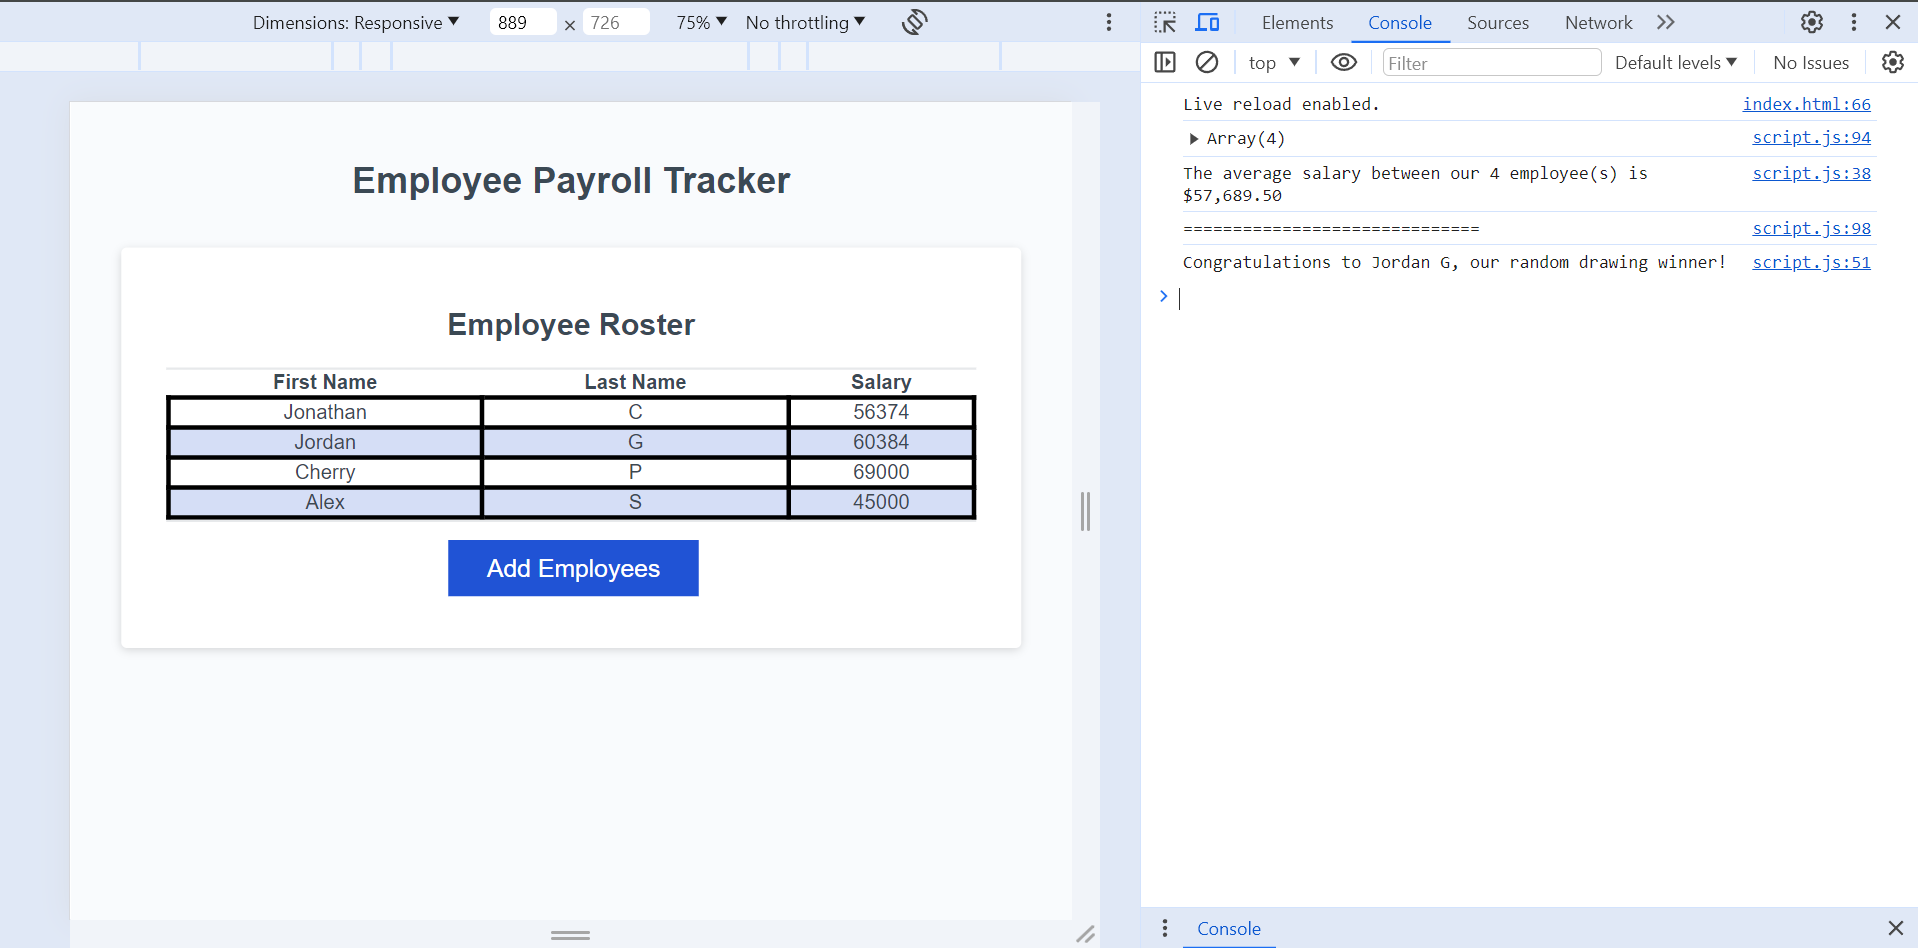 Dimensions: Responsive 889 × 726 75% No throttling
Employee Payroll Tracker
Employee Roster
First Name Last Name Salary
Jonathan C 56374
Jordan G 60384
Cherry P 69000
Alex S 45000
Add Employees
Elements Console Sources Network
top Filter Default levels No Issues
Live reload enabled. index.html:66
Array(4) script.js:94
The average salary between our 4 employee(s) is script.js:38
$57,689.50
============================== script.js:98
Congratulations to Jordan G, our random drawing winner! script.js:51
Console